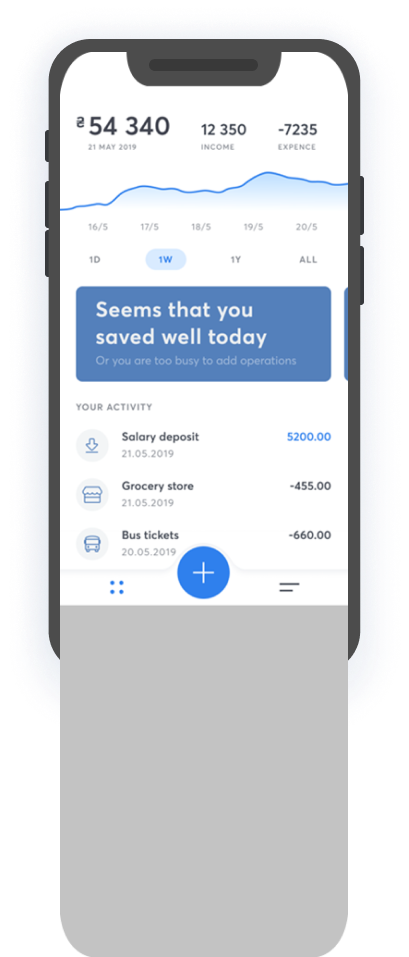 ₴54 340
21 MAY 2019
12 350
INCOME
-7235
EXPENCE
16/5 17/5 18/5 19/5 20/5
1D 1W 1Y ALL
Seems that you
saved well today
Or you are too busy to add operations
YOUR ACTIVITY
Salary deposit 5200.00
21.05.2019
Grocery store -455.00
21.05.2019
Bus tickets -660.00
20.05.2019